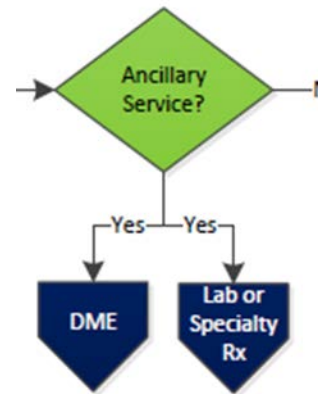 Ancillary
Service?
Yes Yes
DME
Lab or
Specialty
Rx